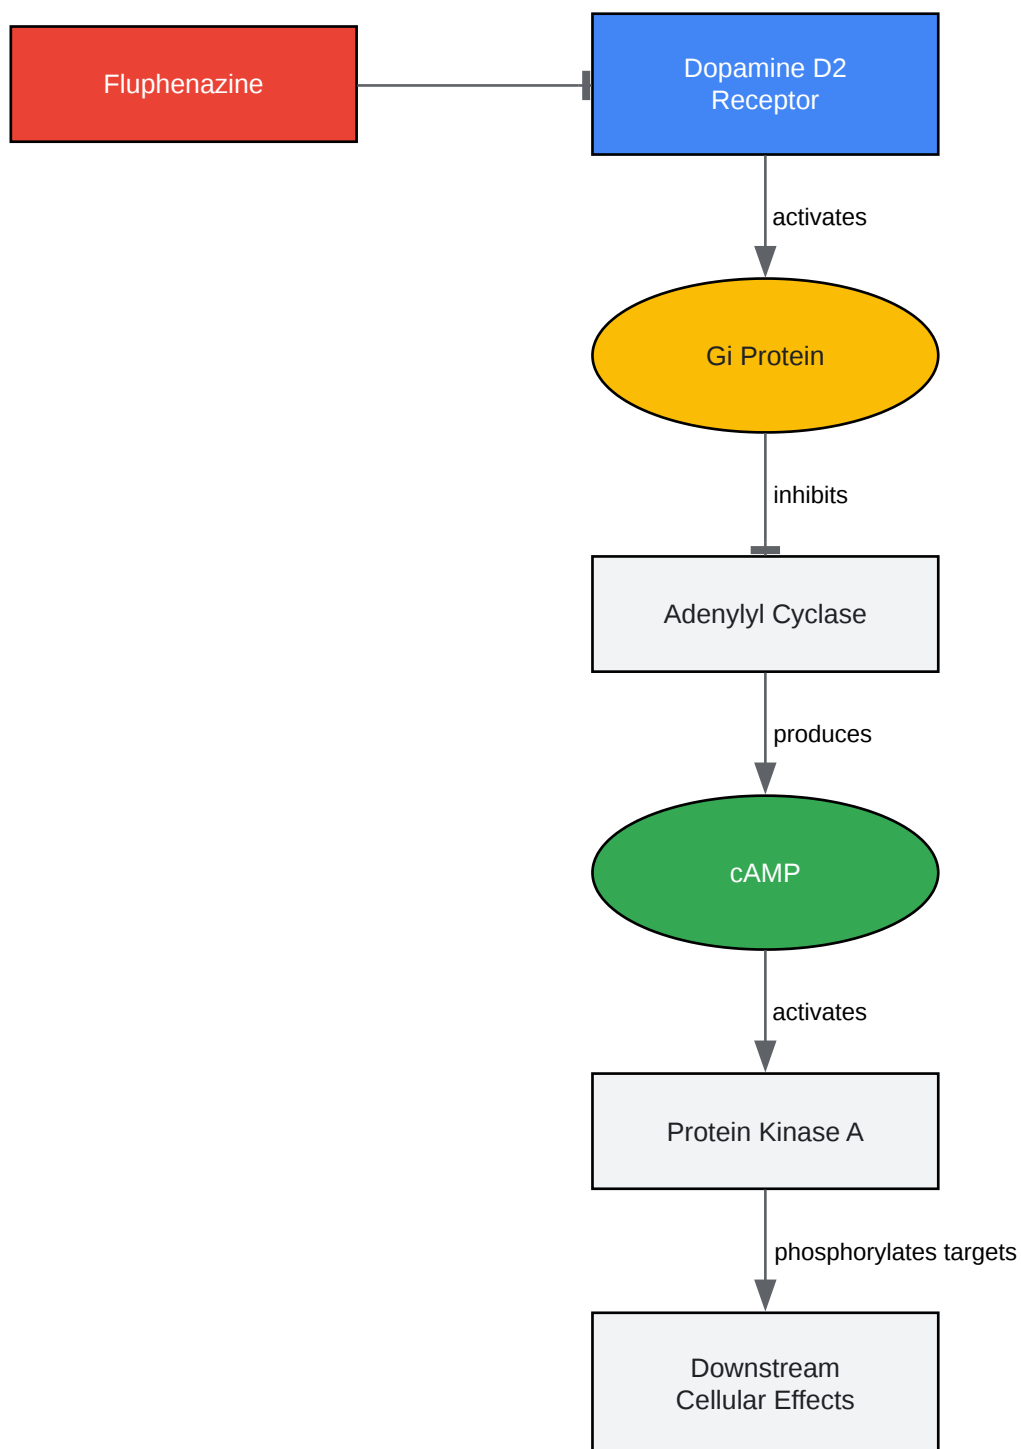 Fluphenazine
Dopamine D2
Receptor
activates
Gi Protein
inhibits
Adenylyl Cyclase
produces
cAMP
activates
Protein Kinase A
phosphorylates targets
Downstream
Cellular Effects